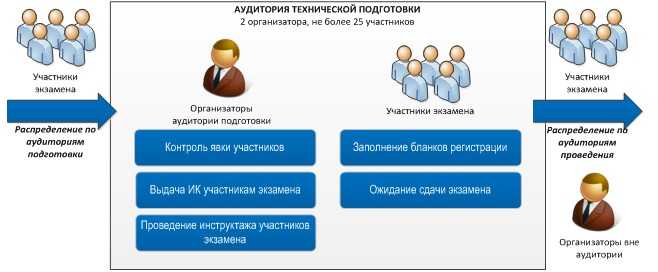 АУДИТОРИЯ ТЕХНИЧЕСКОЙ ПОДГОТОВКИ
2 организатора, не более 25 участников
Участники
экзамена
Распределение по
аудиториям
подготовки
Организаторы
аудитории подготовки
Контроль явки участников
Выдача ИК участникам экзамена
Проведение инструктажа участников
экзамена
Участники экзамена
Заполнение бланков регистрации
Ожидание сдачи экзамена
Участники
экзамена
Распределение по
аудиториям
проведения
Организаторы вне
аудитории